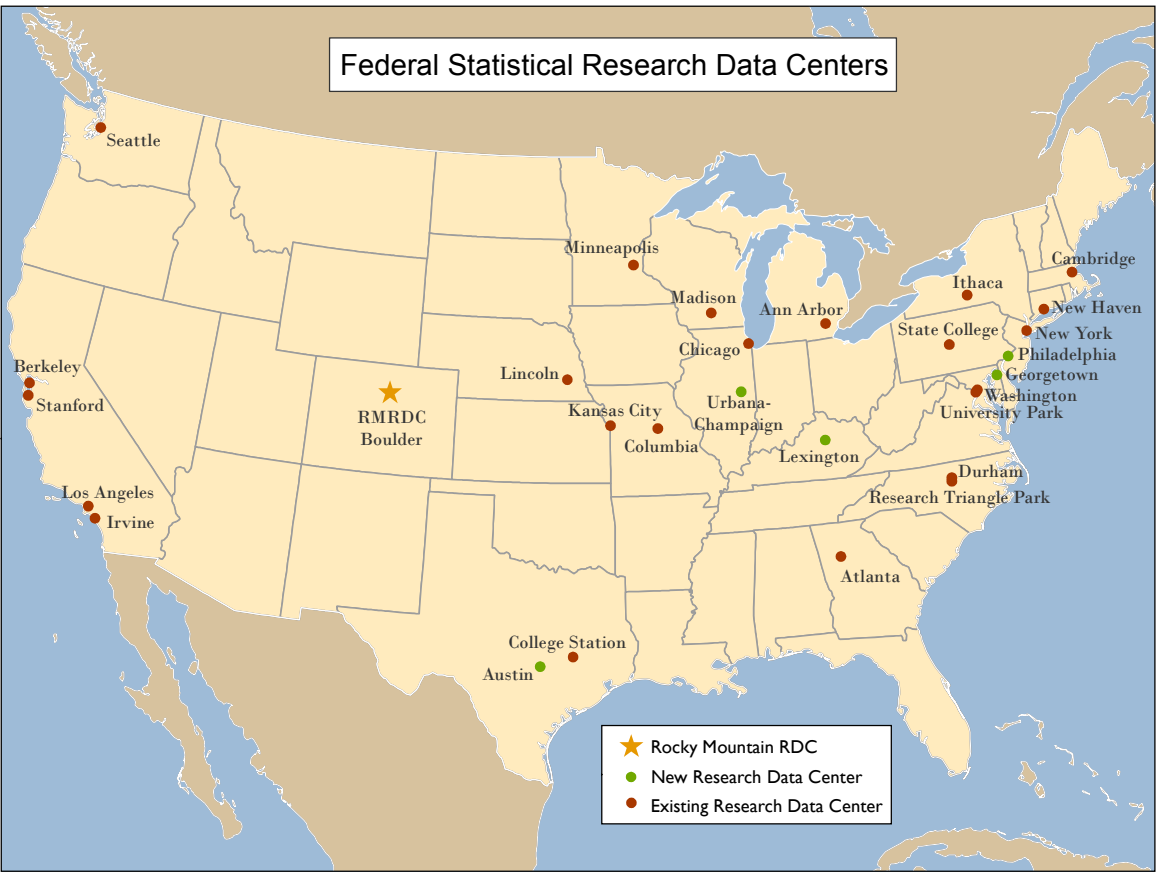 Federal Statistical Research Data Centers
Seattle
Minneapolis
Cambridge
Ithaca
Madison
Ann Arbor
New Haven
State College
New York
Chicago
Philadelphia
Berkeley
Lincoln
Georgetown
Stanford
Urbana-
Champaign
Washington
RMRDC
Boulder
Kansas City
University Park
Columbia
Lexington
Durham
Los Angeles
Research Triangle Park
Irvine
Atlanta
College Station
Austin
Rocky Mountain RDC
New Research Data Center
Existing Research Data Center